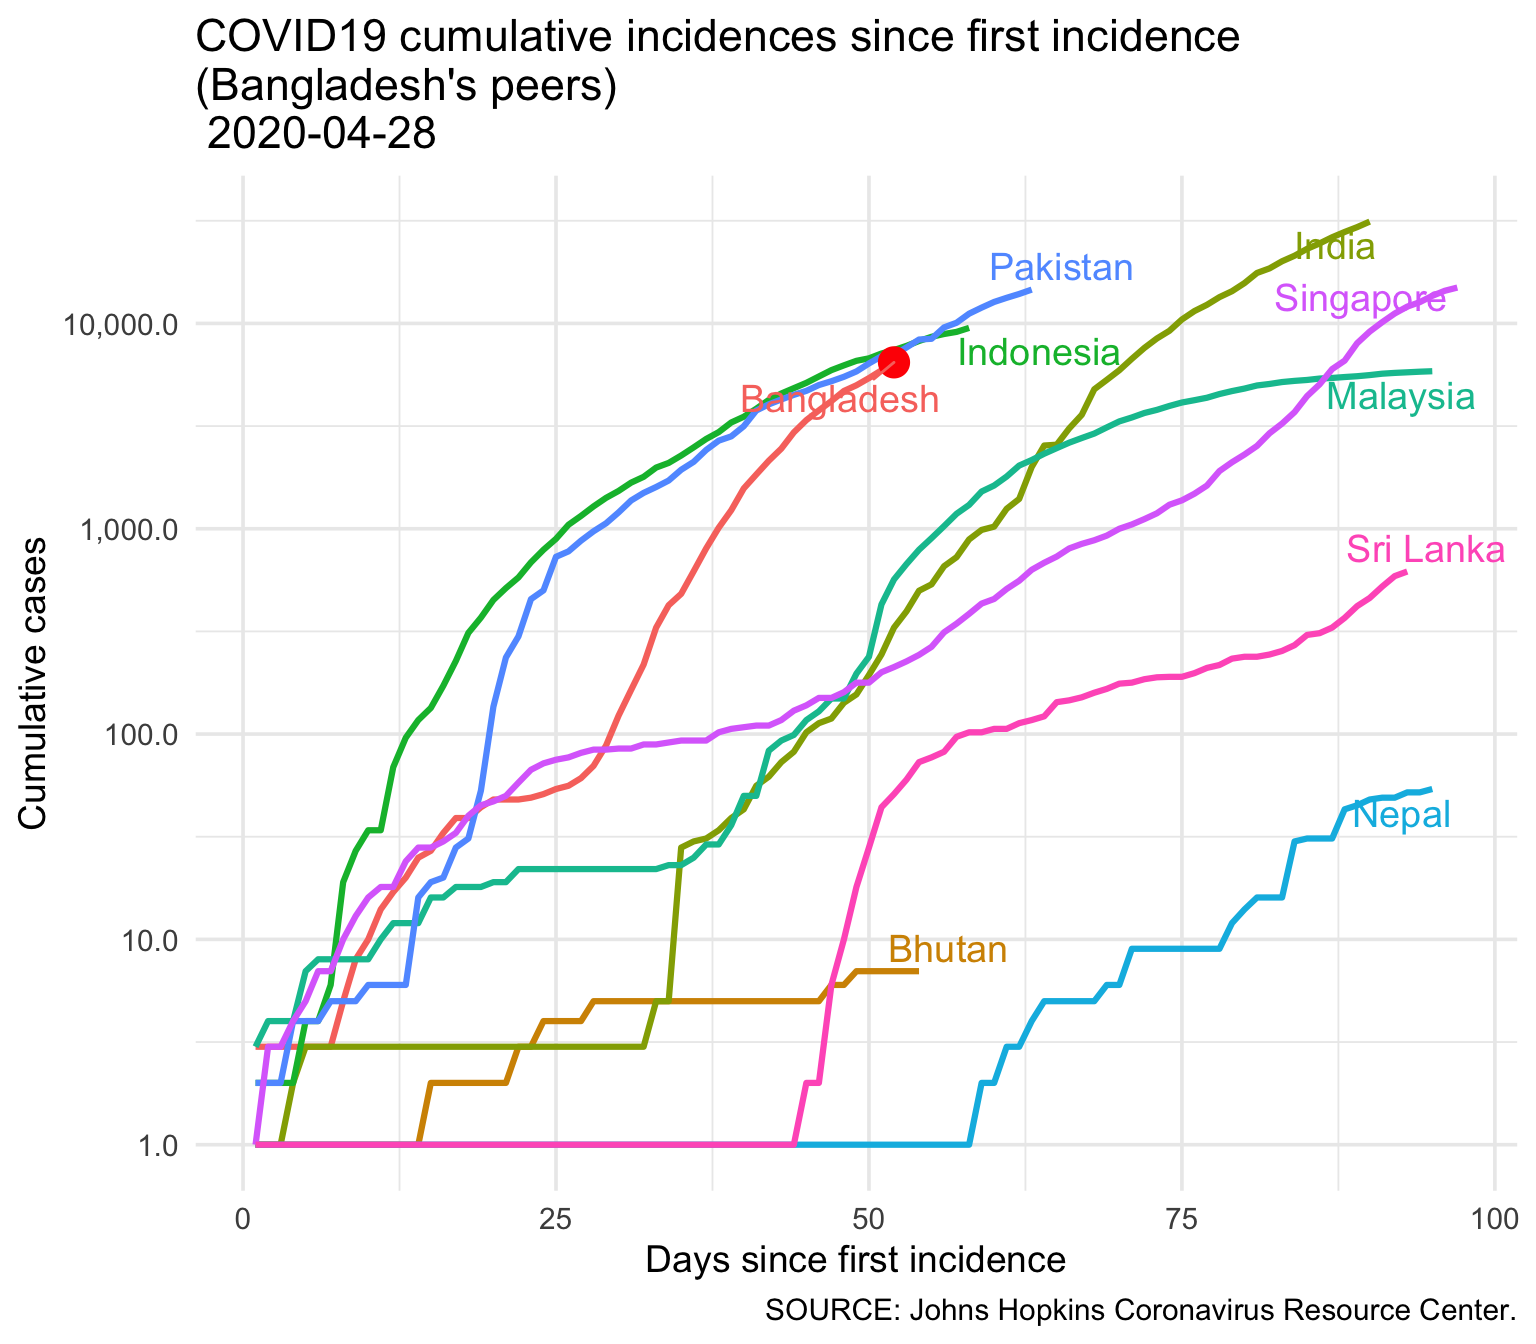 COVID19 cumulative incidences since first incidence
(Bangladesh's peers)
2020-04-28
India
Pakistan
Singapore
10,000.0
Indonesia
Bangladesh
Malaysia
1,000.0
Sri Lanka
Cumulative cases
100.0
Nepal
10.0
Bhutan
1.0
0 25 50 75 100
Days since first incidence
SOURCE: Johns Hopkins Coronavirus Resource Center.